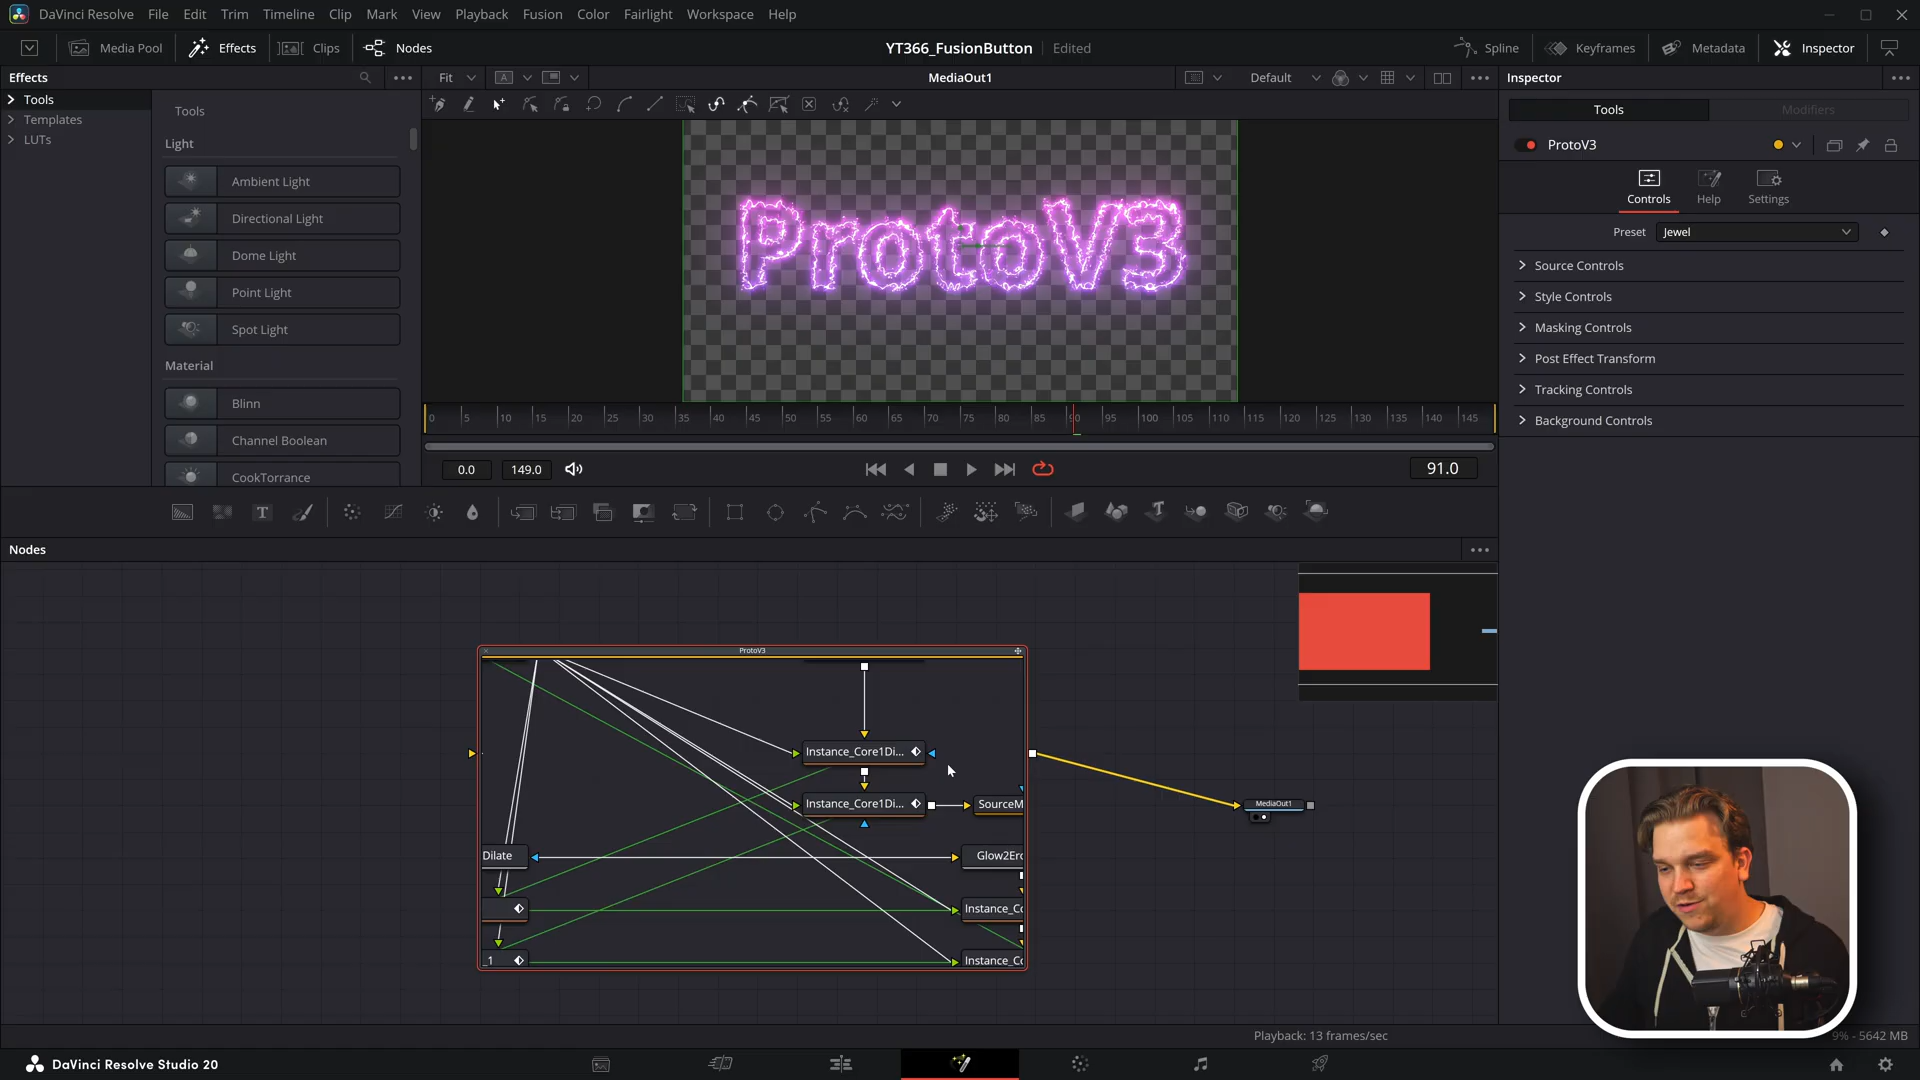 DaVinci Resolve File Edit Trim Timeline Clip Mark View Playback Fusion Color Fairlight Workspace Help
Media Pool Effects Clips Nodes YT366_FusionButton Edited Spline Keyframes Metadata Inspector
Effects Fit MediaOut1 Default Inspector
Tools Tools Modifiers
Templates Tools
LUTs
Light ProtoV3
Ambient Light
Directional Light Controls Help Settings
Preset Jewel
Dome Light Source Controls
Point Light Style Controls
Spot Light Masking Controls
Material Post Effect Transform
Blinn Tracking Controls
Channel Boolean Background Controls
CookTorrance
ProtoV3
0 5 10 15 20 25 30 35 40 45 50 55 60 65 70 75 80 85 90 95 100 105 110 115 120 125 130 135 140 145
0.0 149.0 91.0
Nodes
ProtoV3
Instance_Core1Di...
Instance_Core1Di... SourceM
MediaOut1
Dilate Glow2Ero
Instance_Co
_1 Instance_Co
Playback: 13 frames/sec 9% - 5642 MB
DaVinci Resolve Studio 20